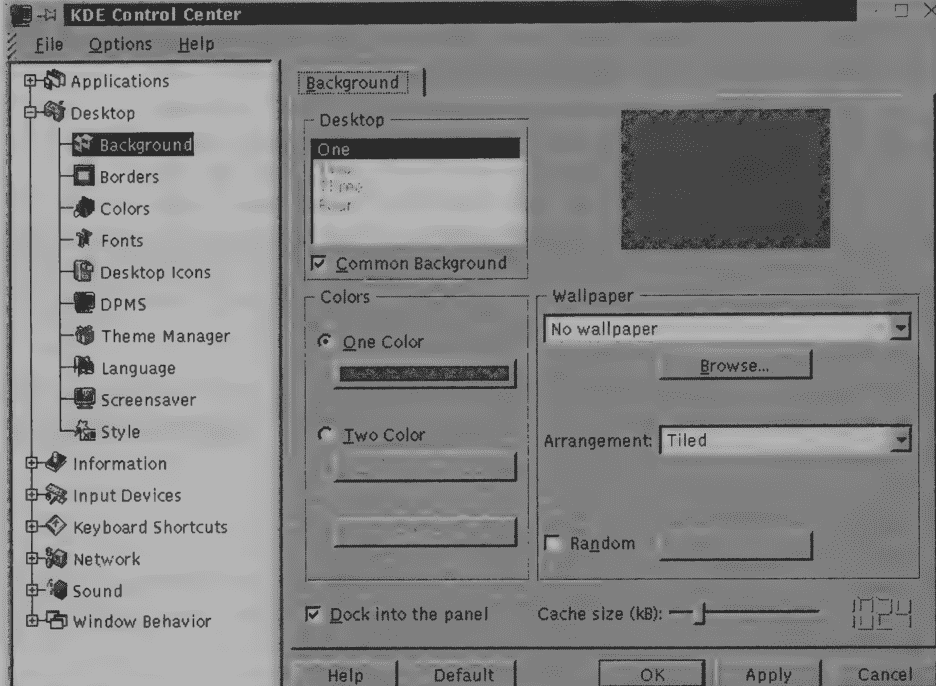 KDE Control Center
File Options Help
Applications
Desktop
Background
Borders
Colors
Fonts
Desktop Icons
DPMS
Theme Manager
Language
Screensaver
Style
Information
Input Devices
Keyboard Shortcuts
Network
Sound
Window Behavior
Background
Desktop
One
Two
Three
Four
Common Background
Colors
One Color
Two Color
Wallpaper
No wallpaper
Browse...
Arrangement: Tiled
Random
Dock into the panel
Cache size (kB): 1024
Help Default OK Apply Cancel